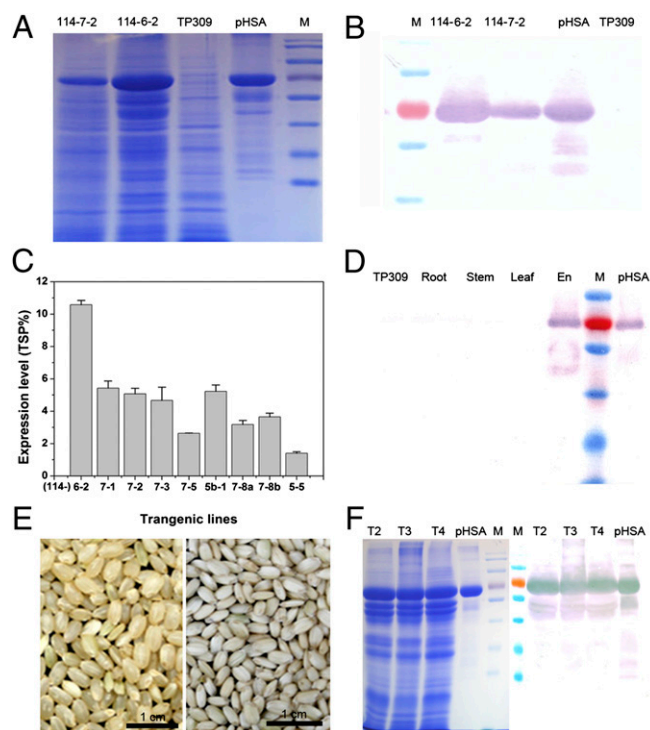 A
114-7-2 114-6-2 TP309 pHSA M
B
M 114-6-2 114-7-2 pHSA TP309
C
Expression level (TSP%)
12
10
8
6
4
2
0
(114-) 6-2 7-1 7-2 7-3 7-5 5b-1 7-8a 7-8b 5-5
Trangenic lines
D
TP309 Root Stem Leaf En M pHSA
E
1 cm
1 cm
F
T2 T3 T4 pHSA M M T2 T3 T4 pHSA